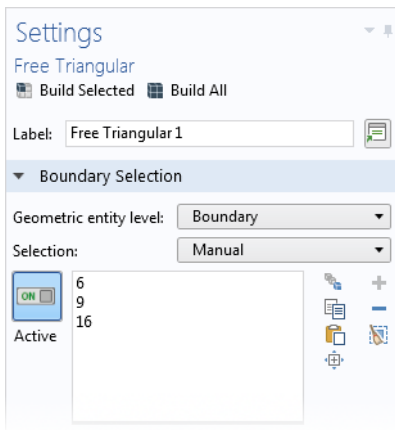 Settings
Free Triangular
Build Selected Build All
Label: Free Triangular 1
Boundary Selection
Geometric entity level: Boundary
Selection: Manual
ON
6
9
16
Active